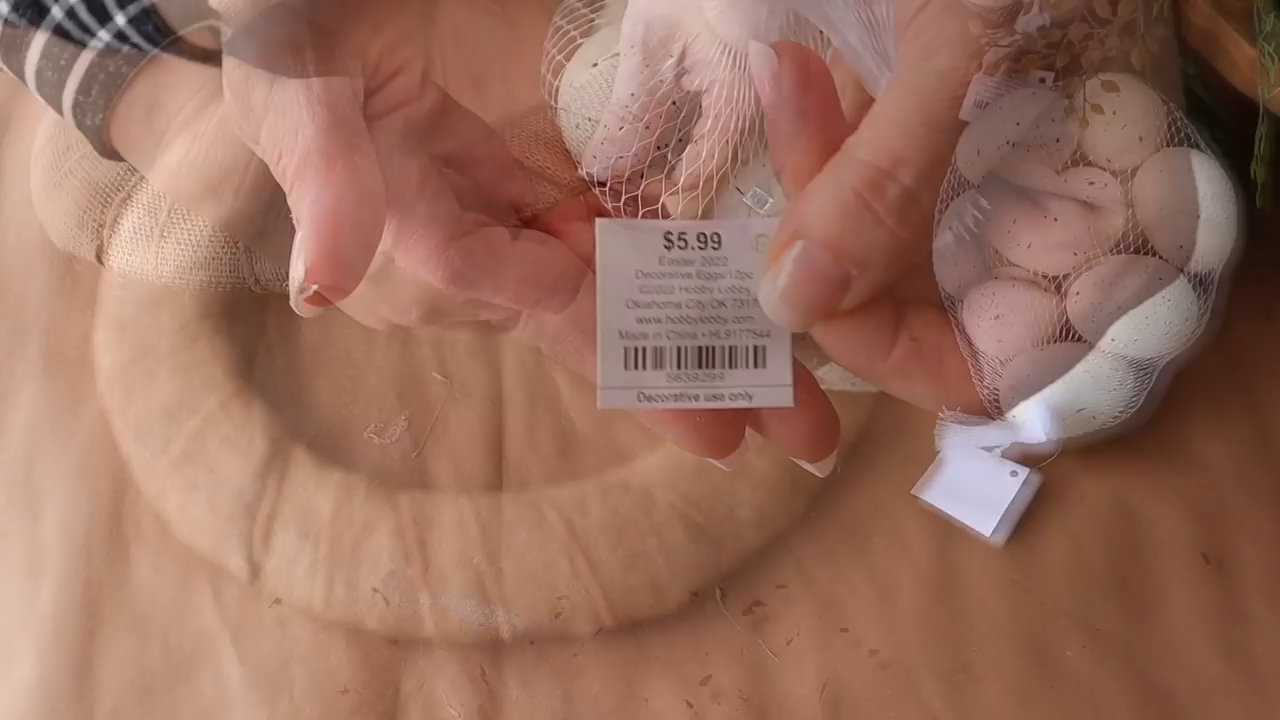 $5.99
Easter 2022
Decorative Eggs/12pc
©2022 Hobby Lobby
Oklahoma City, OK
www.hobbylobby.com
Made in China • HL9177544
5639299
Decorative use only